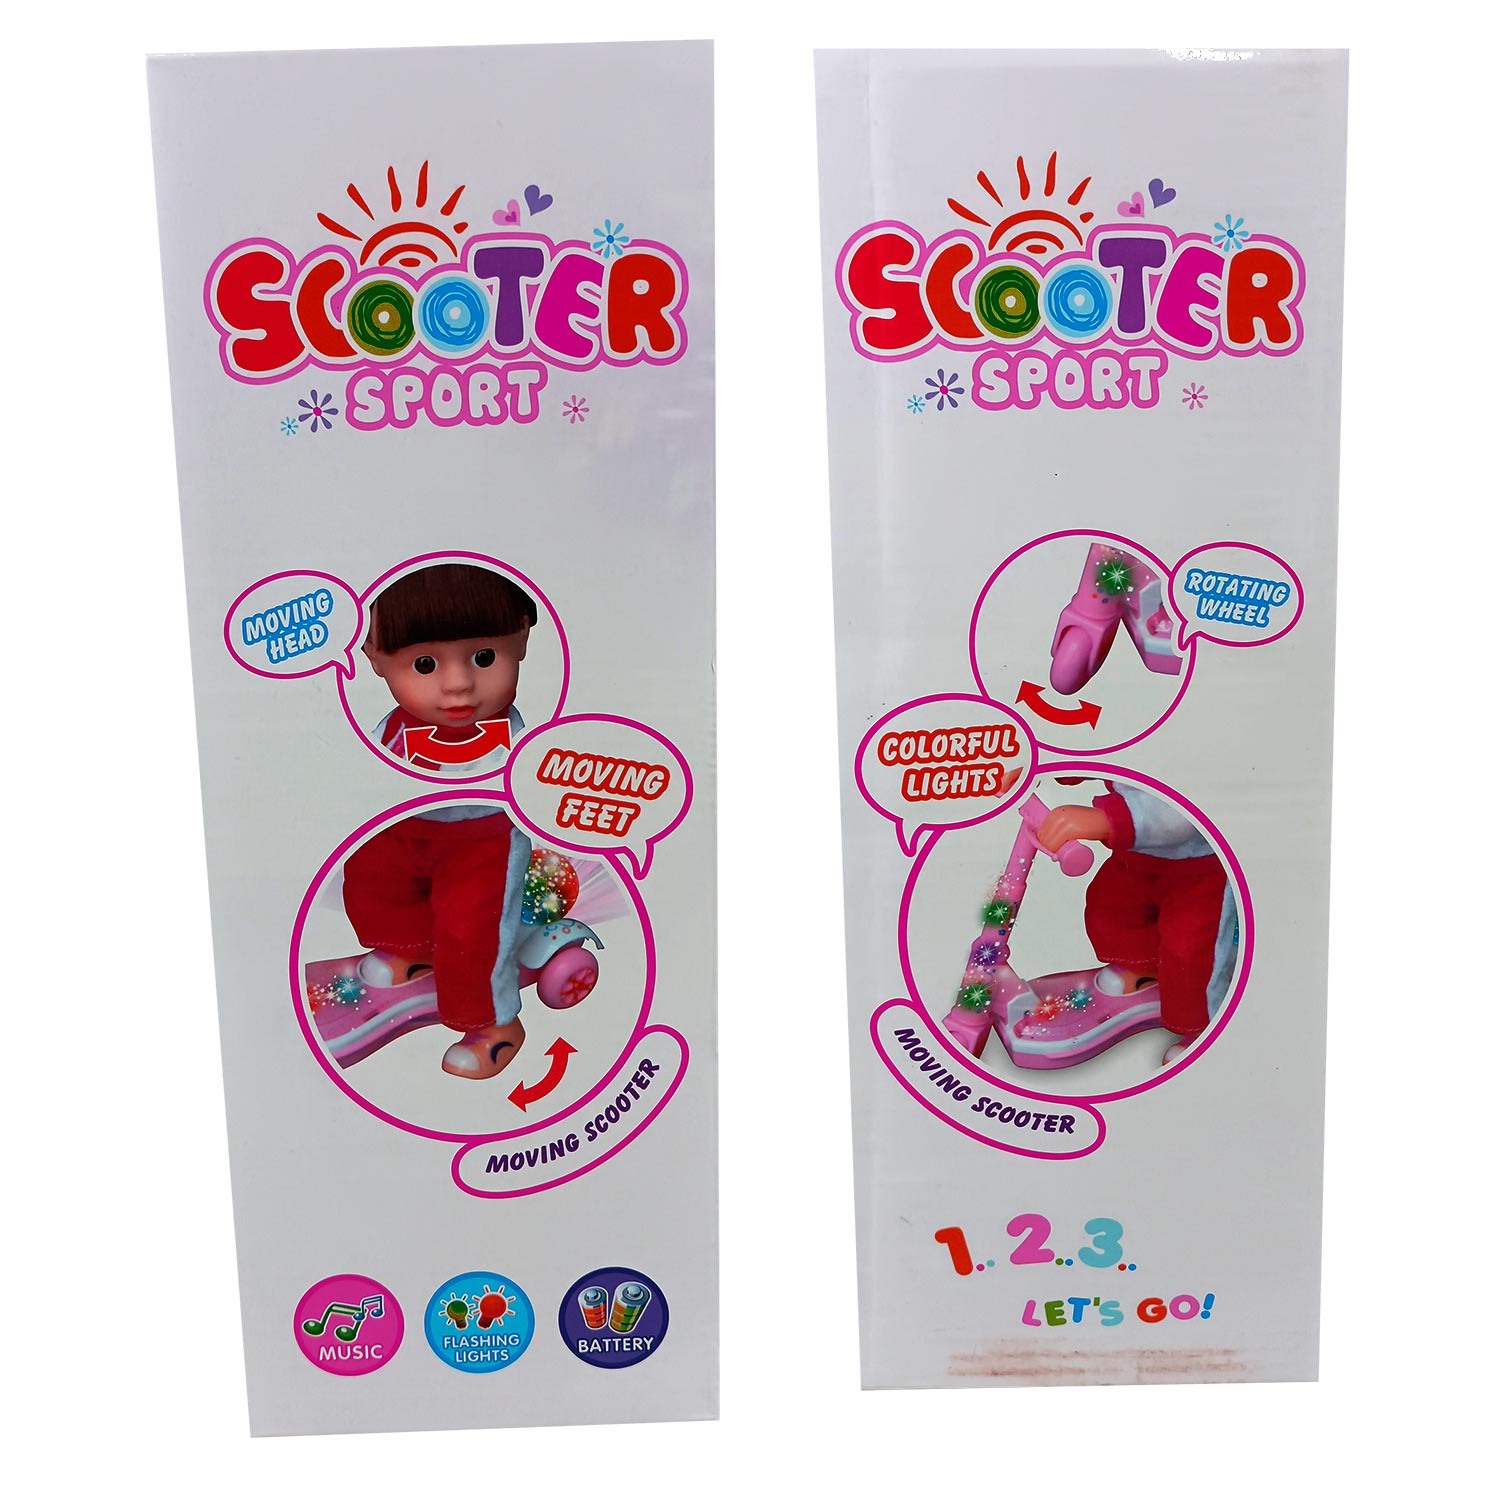 SCOOTER
SPORT
MOVING
HEAD
MOVING
FEET
MOVING SCOOTER
MUSIC
FLASHING
LIGHTS
BATTERY
SCOOTER
SPORT
ROTATING
WHEEL
COLORFUL
LIGHTS
MOVING SCOOTER
1.. 2.. 3..
LET'S GO!